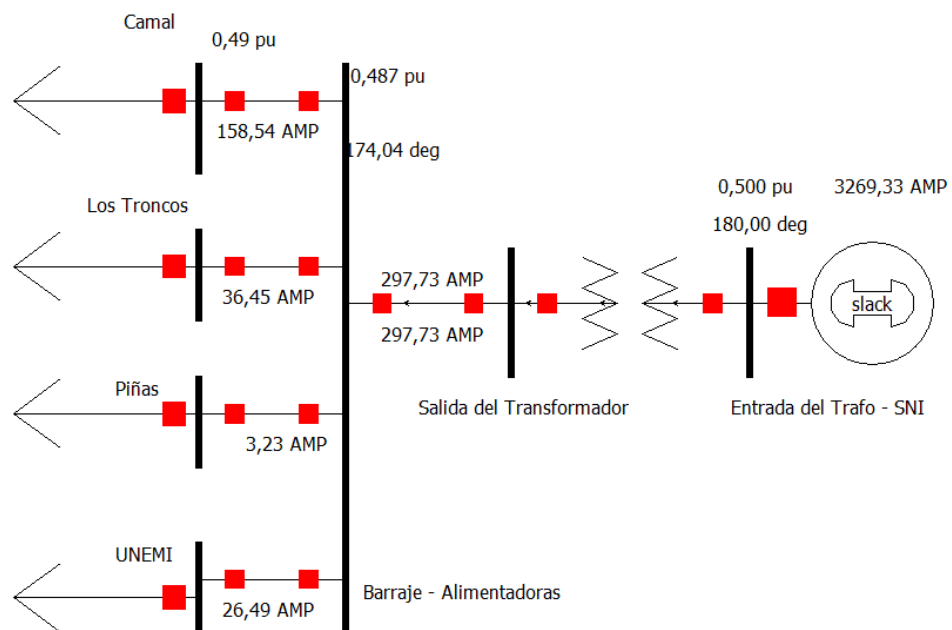 Camal
0,49 pu
0,487 pu
158,54 AMP
174,04 deg
Los Troncos
0,500 pu
3269,33 AMP
180,00 deg
36,45 AMP
297,73 AMP
297,73 AMP
slack
Piñas
Salida del Transformador
Entrada del Trafo - SNI
3,23 AMP
UNEMI
26,49 AMP
Barraje - Alimentadoras